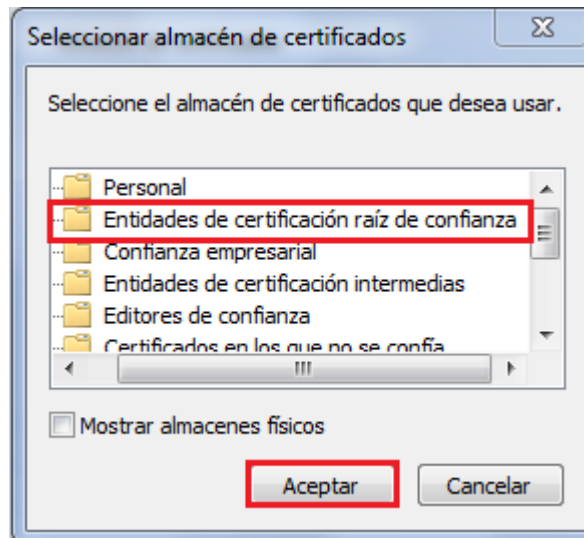 Seleccionar almacén de certificados
Seleccione el almacén de certificados que desea usar.
Personal
Entidades de certificación raíz de confianza
Confianza empresarial
Entidades de certificación intermedias
Editores de confianza
Certificados en los que no se confía
Mostrar almacenes físicos
Aceptar Cancelar